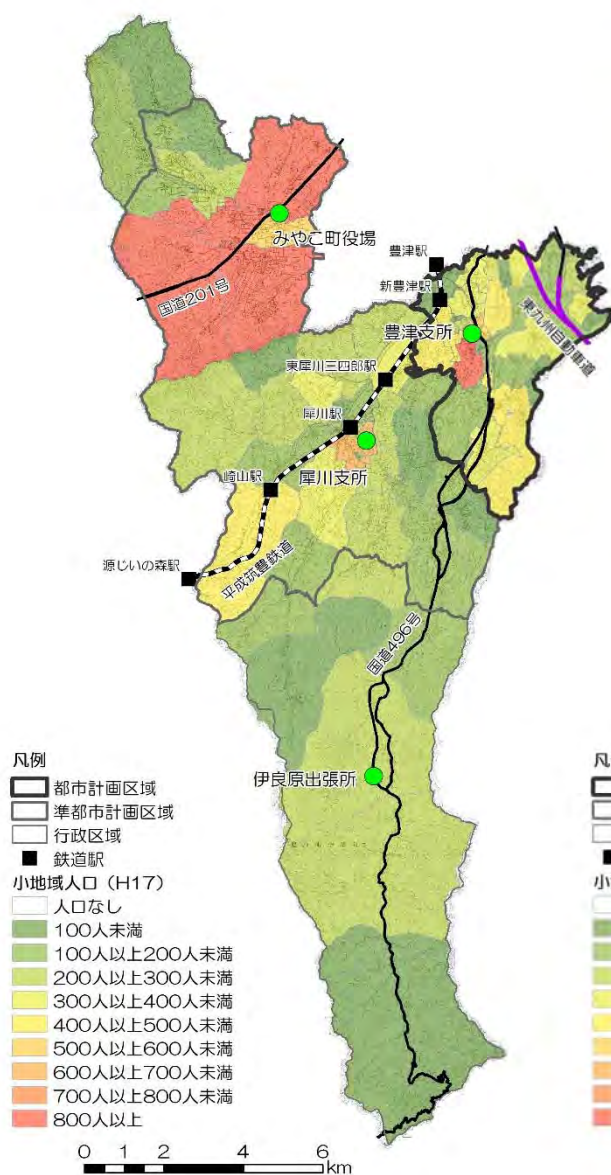 みやこ町役場
国道201号
豊津駅
新豊津駅
豊津支所
東九州自動車道
東犀川三四郎駅
犀川駅
犀川支所
崎山駅
源じいの森駅
平成筑豊鉄道
国道496号
伊良原出張所
凡例
都市計画区域
準都市計画区域
行政区域
鉄道駅
小地域人口（H17）
人口なし
100人未満
100人以上200人未満
200人以上300人未満
300人以上400人未満
400人以上500人未満
500人以上600人未満
600人以上700人未満
700人以上800人未満
800人以上
0 2 4 6
km
凡
小